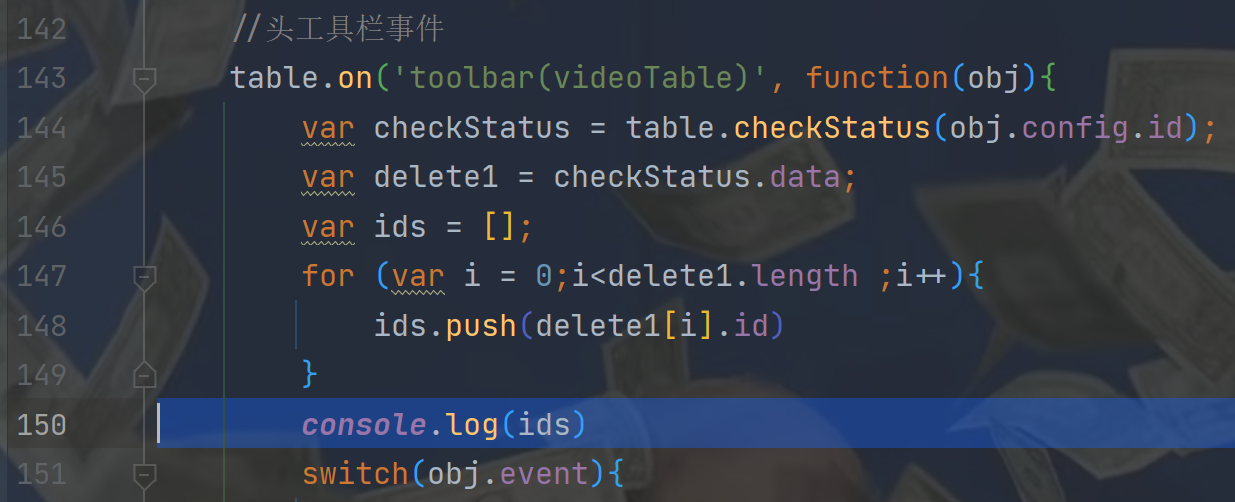 142 //头工具栏事件
143 table.on('toolbar(videoTable)', function(obj){
144 var checkStatus = table.checkStatus(obj.config.id);
145 var delete1 = checkStatus.data;
146 var ids = [];
147 for (var i = 0;i<delete1.length ;i++){
148 ids.push(delete1[i].id)
149 }
150 console.log(ids)
151 switch(obj.event){